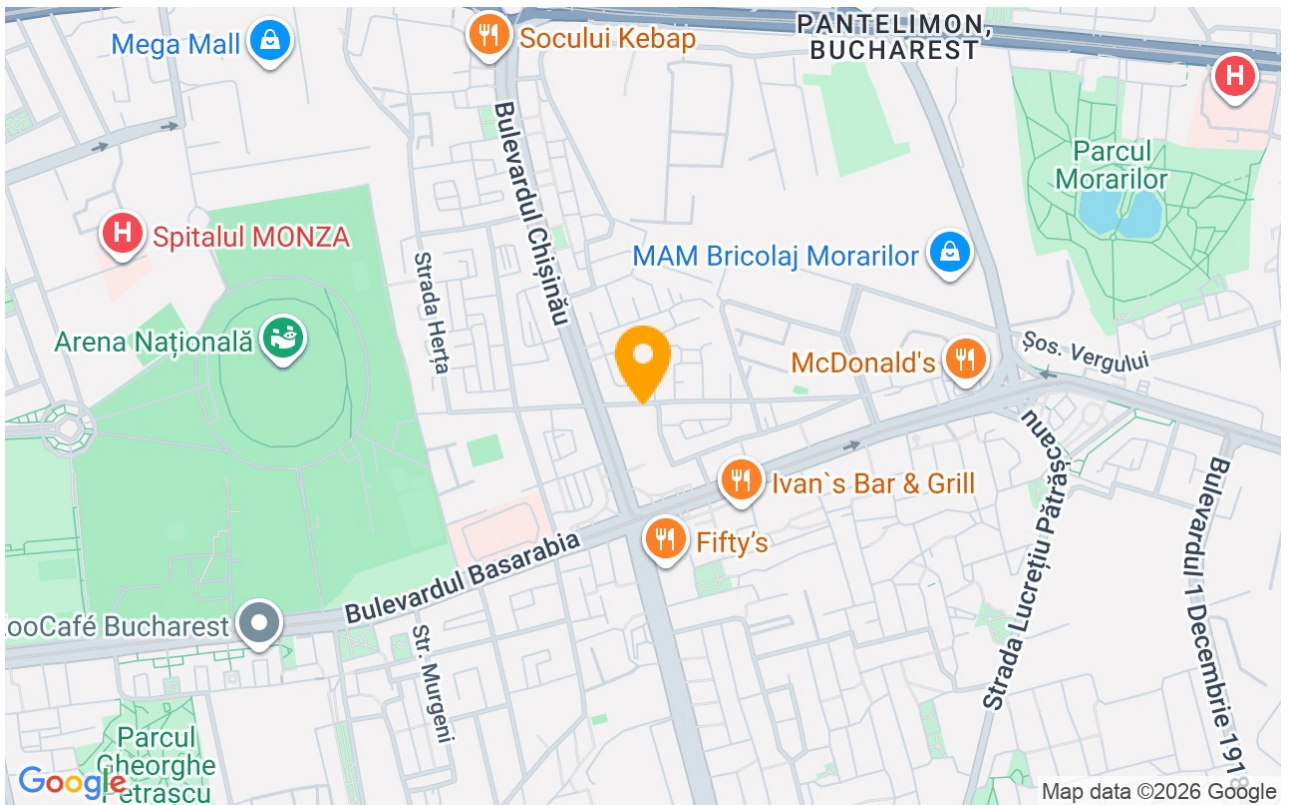 Mega Mall
Soculului Kebap
PANTELIMON,
BUCHAREST
H
Bulevardul Chișinău
Parcul
Morarilor
H
Spitalul MONZA
MAM Bricolaj Morarilor
Strada Herța
Arena Națională
Șos. Vergului
McDonald's
Ivan`s Bar & Grill
Fifty’s
Strada Lucrețiu Pătrășcanu
Bulevardul 1 Decembrie 1918
Bulevardul Basarabia
ooCafé Bucharest
Str. Murgeni
Parcul
Gheorghe
Petrașcu
Google
Map data ©2026 Google